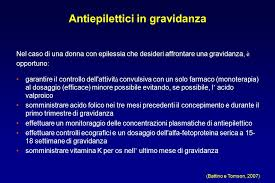 Antiepilettici in gravidanza
Nel caso di una donna con epilessia che desideri affrontare una gravidanza, è
opportuno:
• garantire il controllo dell'attività convulsiva con un solo farmaco (monoterapia)
al dosaggio (efficace) minore possibile evitando, se possibile, l' acido
valproico
• somministrare acido folico nei tre mesi precedenti il concepimento e durante il
primo trimestre di gravidanza
• effettuare un monitoraggio delle concentrazioni plasmatiche di antiepilettico
• effettuare controlli ecografici e un dosaggio dell'alfa-fetoproteina serica a 15-
18 settimane di gravidanza
• somministrare vitamina K per os nell' ultimo mese di gravidanza
(Battino e Tomson, 2007)